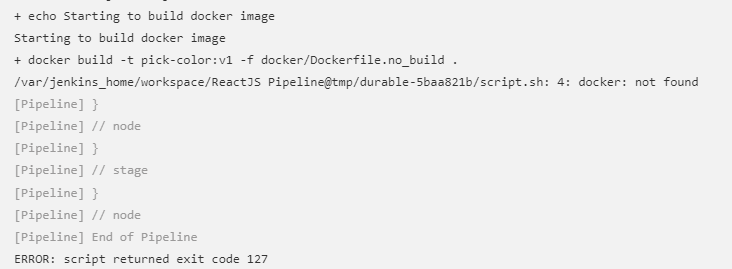 + echo Starting to build docker image
Starting to build docker image
+ docker build -t pick-color:v1 -f docker/Dockerfile.no_build .
/var/jenkins_home/workspace/ReactJS Pipeline@tmp/durable-5baa821b/script.sh: 4: docker: not found
[Pipeline] }
[Pipeline] // node
[Pipeline] }
[Pipeline] // stage
[Pipeline] }
[Pipeline] // node
[Pipeline] End of Pipeline
ERROR: script returned exit code 127